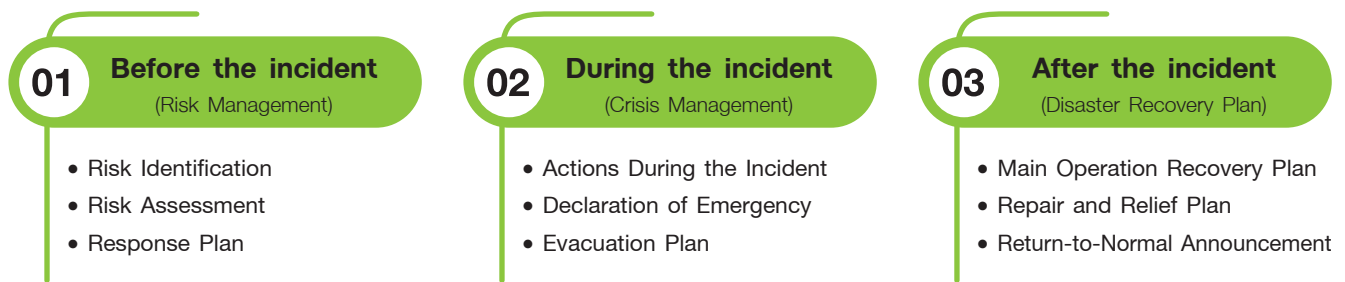 01
Before the incident
(Risk Management)
• Risk Identification
• Risk Assessment
• Response Plan
02
During the incident
(Crisis Management)
• Actions During the Incident
• Declaration of Emergency
• Evacuation Plan
03
After the incident
(Disaster Recovery Plan)
• Main Operation Recovery Plan
• Repair and Relief Plan
• Return-to-Normal Announcement